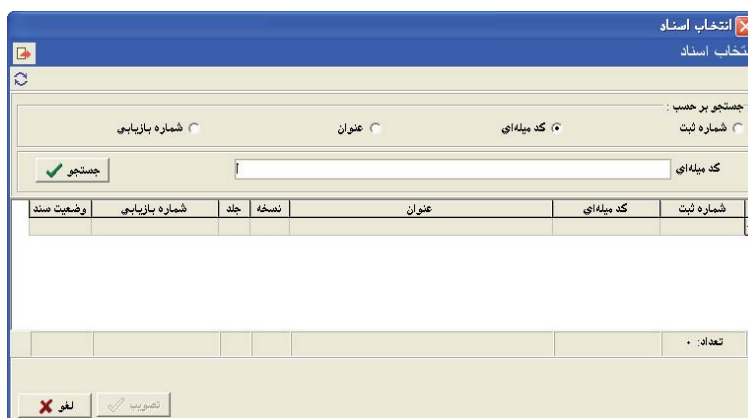 انتخاب اسناد
نتخاب اسناد
جستجو بر حسب :
شماره ثبت کد میله‌ای عنوان شماره بازیابی
کد میله‌ای جستجو
شماره ثبت کد میله‌ای عنوان نسخه جلد شماره بازیابی وضعیت سند
تعداد: ۰
تصویب لغو